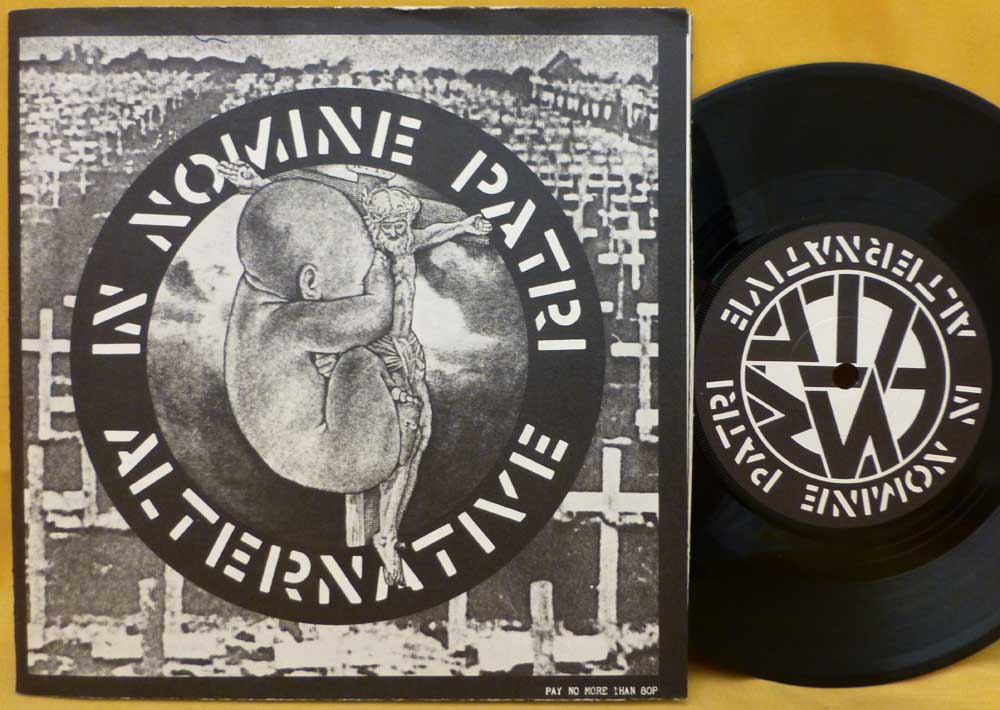 IN NOMINE PATRI
ALTERNATIVE
PAY NO MORE THAN 80P
ALTERNATIVE
IN NOMINE PATRI